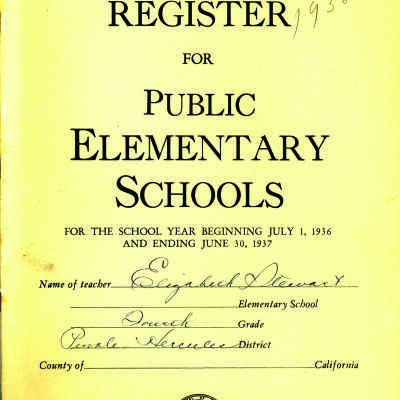 REGISTER
FOR
PUBLIC
ELEMENTARY
SCHOOLS
FOR THE SCHOOL YEAR BEGINNING JULY 1, 1936
AND ENDING JUNE 30, 1937
Name of teacher Elizabeth Stewart
Elementary School
Fourth Grade
Pinole-Hercules District
County of California